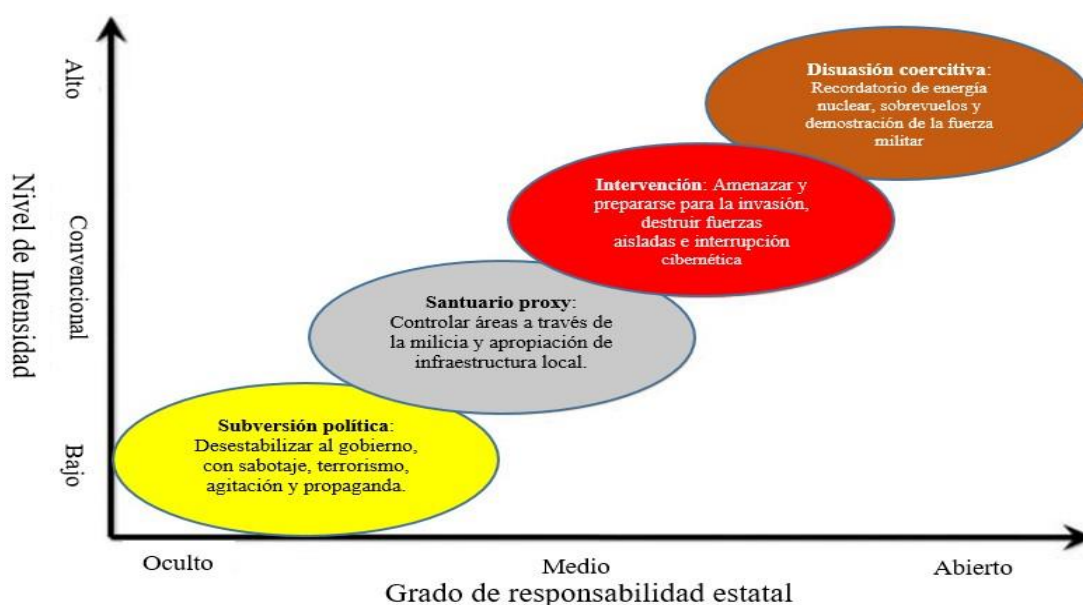 Disuasión coercitiva:
Recordatorio de energía
nuclear, sobrevuelos y
demostración de la fuerza
militar
Intervención: Amenazar y
prepararse para la invasión,
destruir fuerzas
aisladas e interrupción
cibernética
Santuario proxy:
Controlar áreas a través de
la milicia y apropiación de
infraestructura local.
Subversión política:
Desestabilizar al gobierno,
con sabotaje, terrorismo,
agitación y propaganda.
Nivel de Intensidad
Alto
Convencional
Bajo
Oculto
Medio
Abierto
Grado de responsabilidad estatal